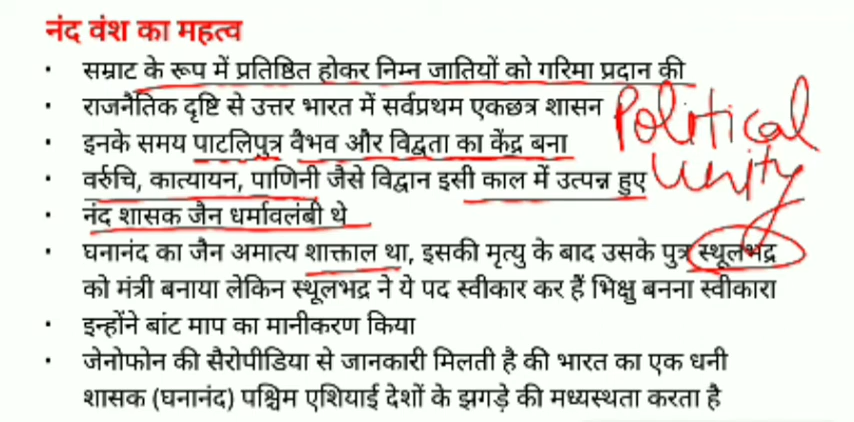 नंद वंश का महत्व
• सम्राट के रूप में प्रतिष्ठित होकर निम्न जातियों को गरिमा प्रदान की
• राजनैतिक दृष्टि से उत्तर भारत में सर्वप्रथम एकछत्र शासन
• इनके समय पाटलिपुत्र वैभव और विद्वता का केंद्र बना
• वर्रुचि, कात्यायन, पाणिनी जैसे विद्वान इसी काल में उत्पन्न हुए
• नंद शासक जैन धर्मावलंबी थे
• घनानंद का जैन अमात्य शाक्ताल था, इसकी मृत्यु के बाद उसके पुत्र स्थूलभद्र
को मंत्री बनाया लेकिन स्थूलभद्र ने ये पद स्वीकार कर हैं भिक्षु बनना स्वीकारा
• इन्होंने बांट माप का मानीकरण किया
• जेनोफोन की सैरोपीडिया से जानकारी मिलती है की भारत का एक धनी
शासक (घनानंद) पश्चिम एशियाई देशों के झगड़े की मध्यस्थता करता है
Political
Unity